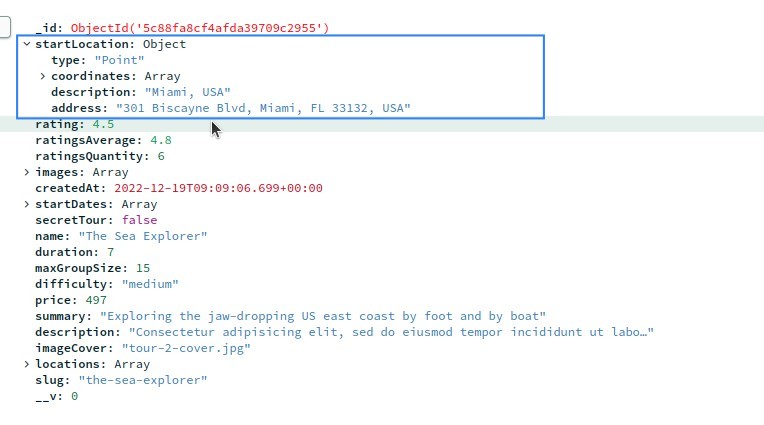 _id: ObjectId('5c88fa8cf4afda39709c2955')
startLocation: Object
type: "Point"
coordinates: Array
description: "Miami, USA"
address: "301 Biscayne Blvd, Miami, FL 33132, USA"
rating: 4.5
ratingsAverage: 4.8
ratingsQuantity: 6
images: Array
createdAt: 2022-12-19T09:09:06.699+00:00
startDates: Array
secretTour: false
name: "The Sea Explorer"
duration: 7
maxGroupSize: 15
difficulty: "medium"
price: 497
summary: "Exploring the jaw-dropping US east coast by foot and by boat"
description: "Consectetur adipisicing elit, sed do eiusmod tempor incididunt ut labo…"
imageCover: "tour-2-cover.jpg"
locations: Array
slug: "the-sea-explorer"
__v: 0